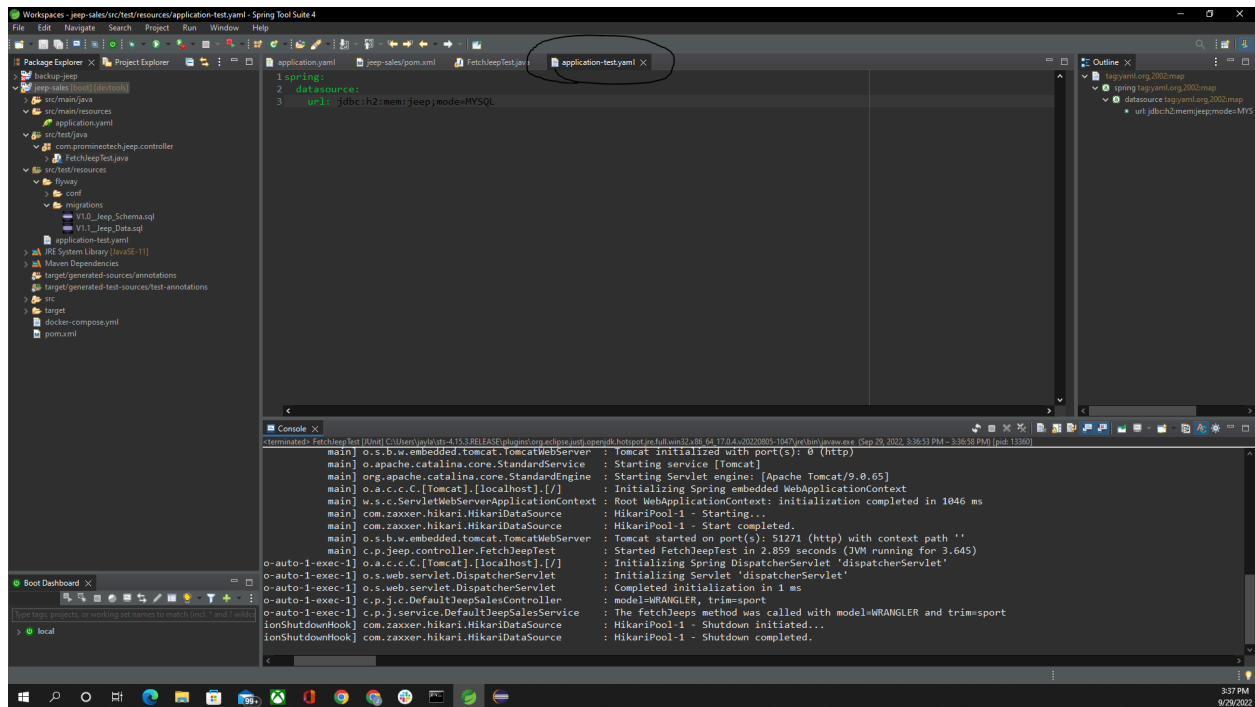 Workspaces - jeep-sales/src/test/resources/application-test.yaml - Spring Tool Suite 4
File Edit Navigate Search Project Run Window Help
Package Explorer
Project Explorer
backup-jeep
jeep-sales [boot] [devtools]
src/main/java
src/main/resources
application.yaml
src/test/java
com.promineotech.jeep.controller
FetchJeepTest.java
src/test/resources
flyway
conf
migrations
V1.0__Jeep_Schema.sql
V1.1__Jeep_Data.sql
application-test.yaml
JRE System Library [JavaSE-11]
Maven Dependencies
target/generated-sources/annotations
target/generated-test-sources/test-annotations
src
target
docker-compose.yml
pom.xml
application.yaml jeep-sales/pom.xml FetchJeepTest.java application-test.yaml
1 spring:
2 datasource:
3 url: jdbc:h2:mem:jeep;mode=MYSQL
Outline
tag:yaml.org,2002:map
spring tag:yaml.org,2002:map
datasource tag:yaml.org,2002:map
url: jdbc:h2:mem:jeep;mode=MYS
Console
<terminated> FetchJeepTest [JUnit] C:\Users\jayla\sts-4.15.3.RELEASE\plugins\org.eclipse.justj.openjdk.hotspot.jre.full.win32.x86_64_17.0.4.v20220805-1047\jre\bin\javaw.exe (Sep 29, 2022, 3:36:53 PM – 3:36:58 PM) [pid: 13360]
main] o.s.b.w.embedded.tomcat.TomcatWebServer : Tomcat initialized with port(s): 0 (http)
main] o.apache.catalina.core.StandardService : Starting service [Tomcat]
main] org.apache.catalina.core.StandardEngine : Starting Servlet engine: [Apache Tomcat/9.0.65]
main] o.a.c.c.C.[Tomcat].[localhost].[/] : Initializing Spring embedded WebApplicationContext
main] w.s.c.ServletWebServerApplicationContext : Root WebApplicationContext: initialization completed in 1046 ms
main] com.zaxxer.hikari.HikariDataSource : HikariPool-1 - Starting...
main] com.zaxxer.hikari.HikariDataSource : HikariPool-1 - Start completed.
main] o.s.b.w.embedded.tomcat.TomcatWebServer : Tomcat started on port(s): 51271 (http) with context path ''
main] c.p.jeep.controller.FetchJeepTest : Started FetchJeepTest in 2.859 seconds (JVM running for 3.645)
o-auto-1-exec-1] o.a.c.c.C.[Tomcat].[localhost].[/] : Initializing Spring DispatcherServlet 'dispatcherServlet'
o-auto-1-exec-1] o.s.web.servlet.DispatcherServlet : Initializing Servlet 'dispatcherServlet'
o-auto-1-exec-1] o.s.web.servlet.DispatcherServlet : Completed initialization in 1 ms
o-auto-1-exec-1] c.p.j.c.DefaultJeepSalesController : model=WRANGLER, trim=sport
o-auto-1-exec-1] c.p.j.service.DefaultJeepSalesService : The fetchJeeps method was called with model=WRANGLER and trim=sport
ionShutdownHook] com.zaxxer.hikari.HikariDataSource : HikariPool-1 - Shutdown initiated...
ionShutdownHook] com.zaxxer.hikari.HikariDataSource : HikariPool-1 - Shutdown completed.
Boot Dashboard
Type tags, projects, or working set names to match (incl. * and ? wildca
local
99+
3:37 PM
9/29/2022